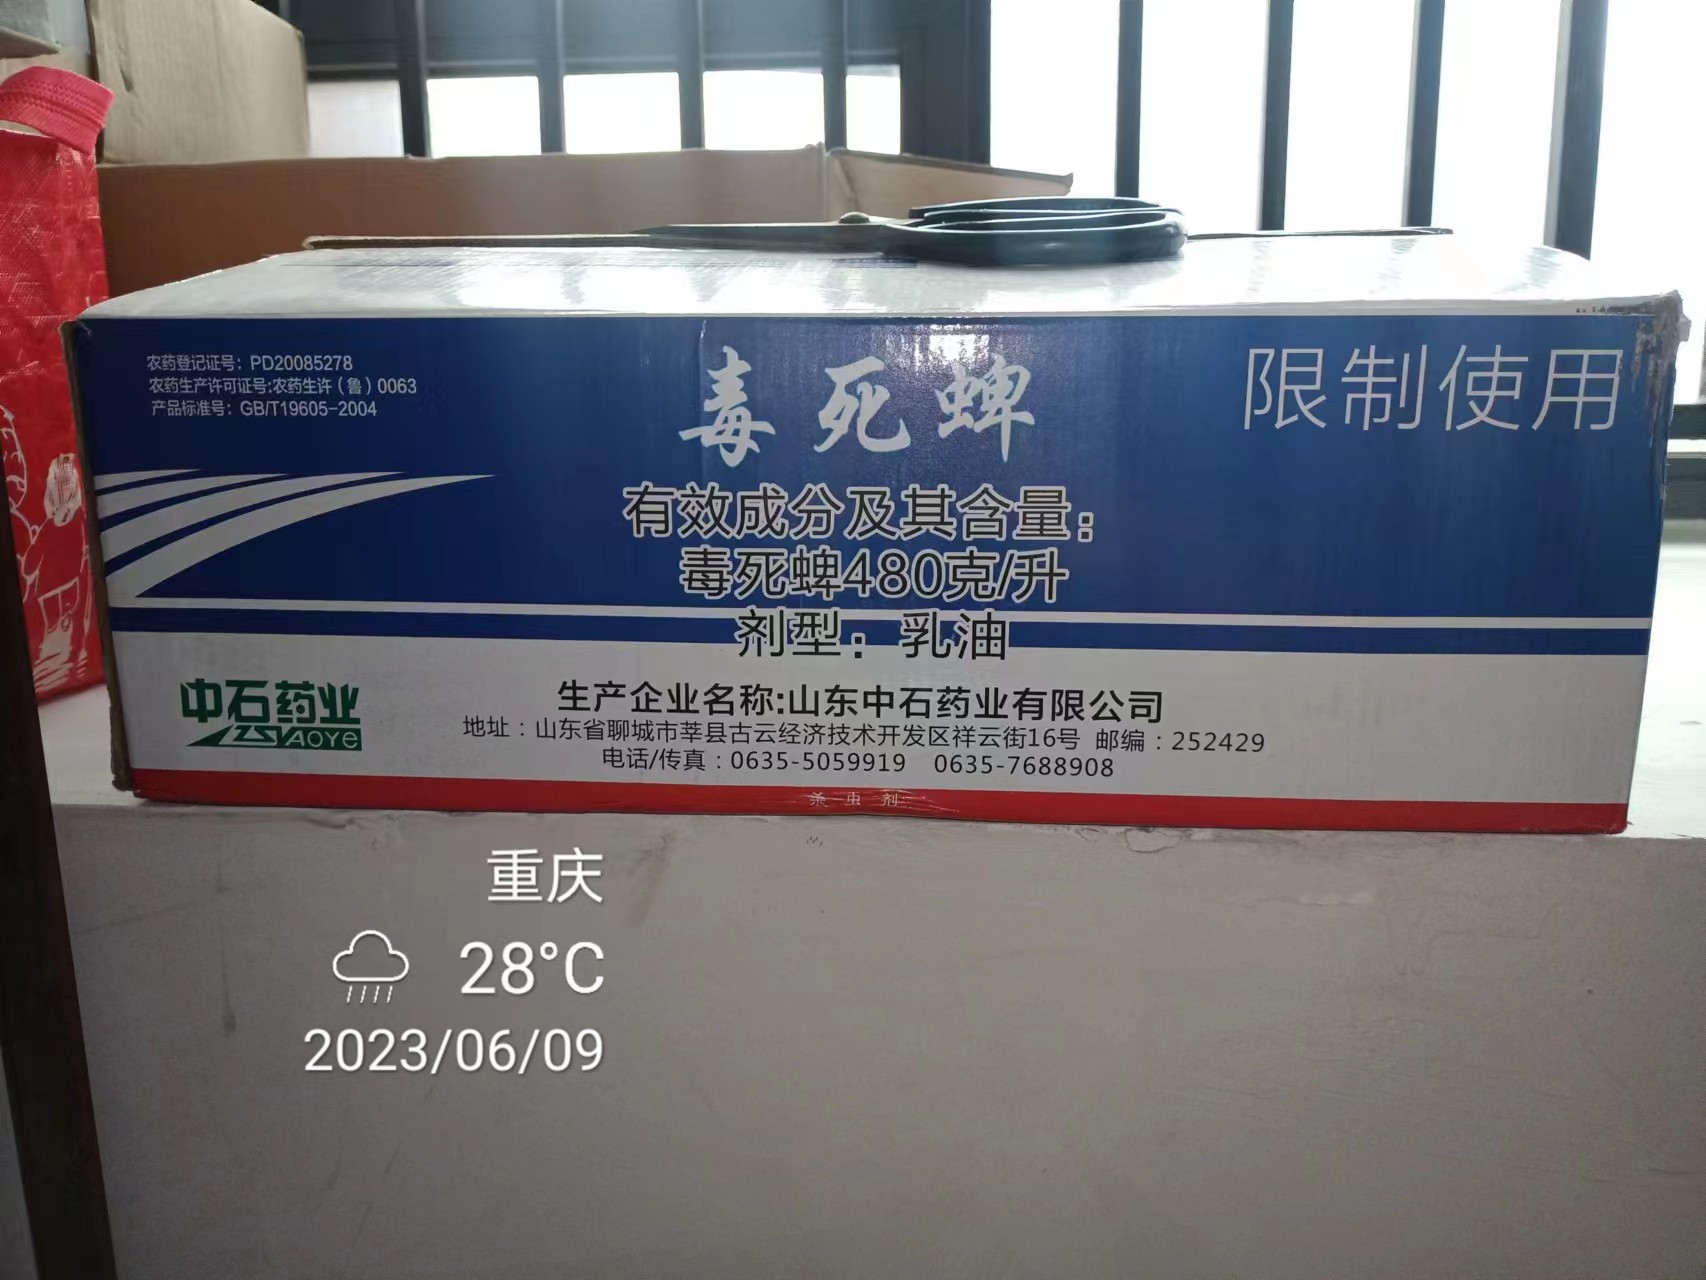 农药登记证号：PD20085278
农药生产许可证号:农药生许（鲁）0063
产品标准号：GB/T19605-2004
毒死蜱
限制使用
有效成分及其含量：
毒死蜱480克/升
剂型：乳油
中石药业
YAOYE
生产企业名称:山东中石药业有限公司
地址：山东省聊城市莘县古云经济技术开发区祥云街16号 邮编：252429
电话/传真：0635-5059919 0635-7688908
杀虫剂
重庆
28°C
2023/06/09